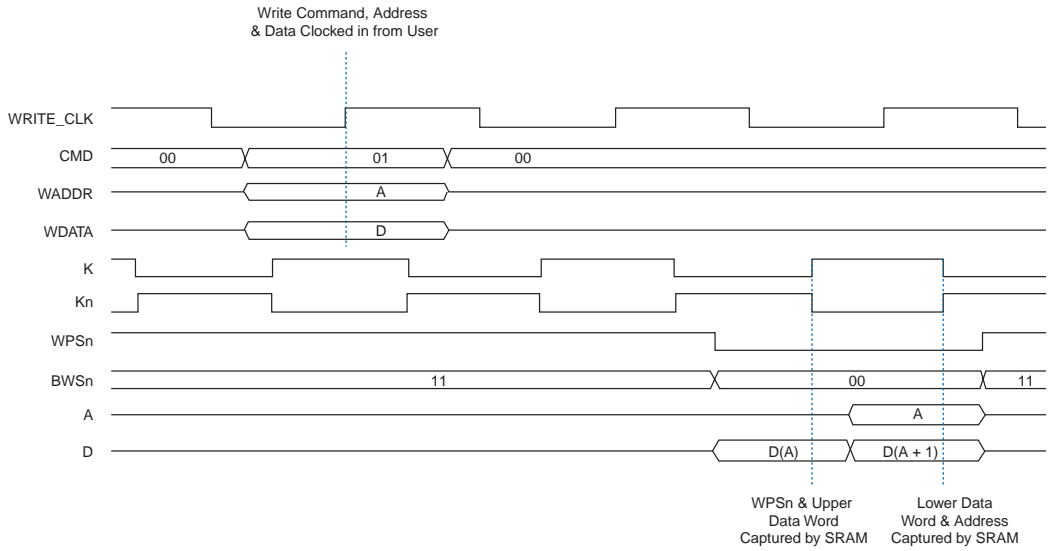 Write Command, Address
& Data Clocked in from User
WRITE_CLK
CMD 00 01 00
WADDR A
WDATA D
K
Kn
WPSn
BWSn 11 00 11
A A
D D(A) D(A + 1)
WPSn & Upper Lower Data
Data Word Word & Address
Captured by SRAM Captured by SRAM